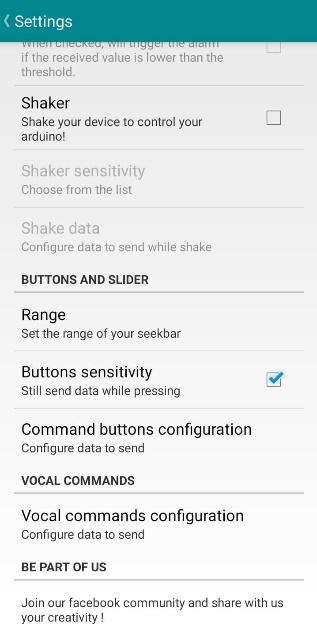 Settings
When checked, will trigger the alarm
if the received value is lower than the
threshold.
Shaker
Shake your device to control your
arduino!
Shaker sensitivity
Choose from the list
Shake data
Configure data to send while shake
BUTTONS AND SLIDER
Range
Set the range of your seekbar
Buttons sensitivity
Still send data while pressing
Command buttons configuration
Configure data to send
VOCAL COMMANDS
Vocal commands configuration
Configure data to send
BE PART OF US
Join our facebook community and share with us
your creativity !